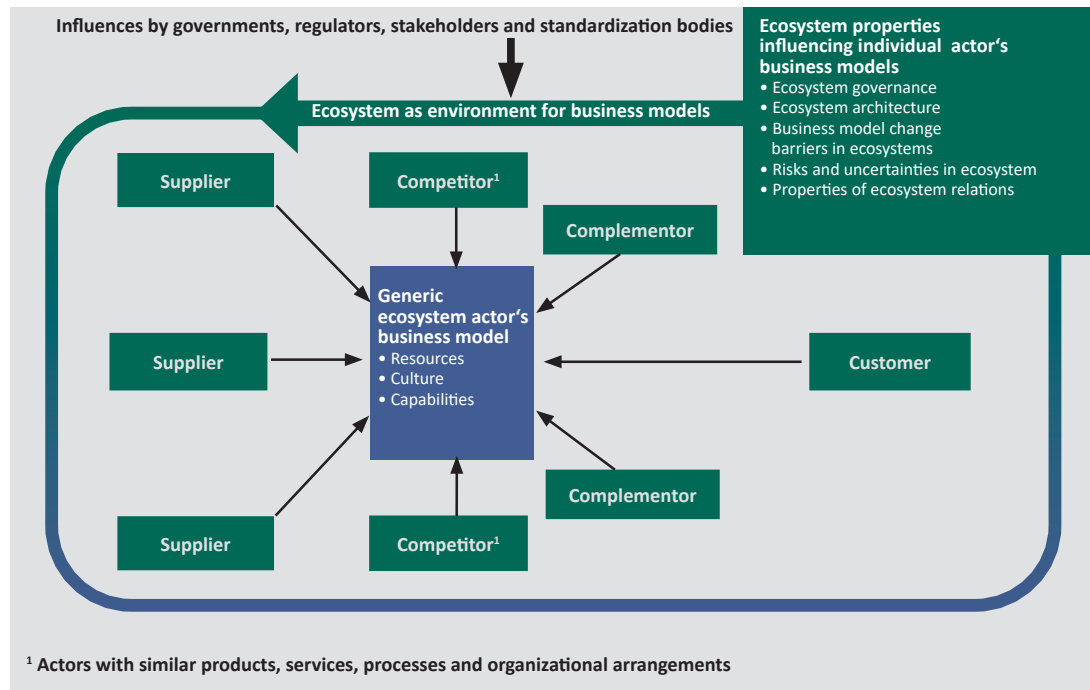 Influences by governments, regulators, stakeholders and standardization bodies
Ecosystem properties
influencing individual actor‘s
business models
• Ecosystem governance
• Ecosystem architecture
• Business model change
barriers in ecosystems
• Risks and uncertainties in ecosystem
• Properties of ecosystem relations
Ecosystem as environment for business models
Supplier
Competitor¹
Complementor
Generic
ecosystem actor‘s
business model
• Resources
• Culture
• Capabilities
Supplier
Customer
Complementor
Supplier
Competitor¹
¹ Actors with similar products, services, processes and organizational arrangements